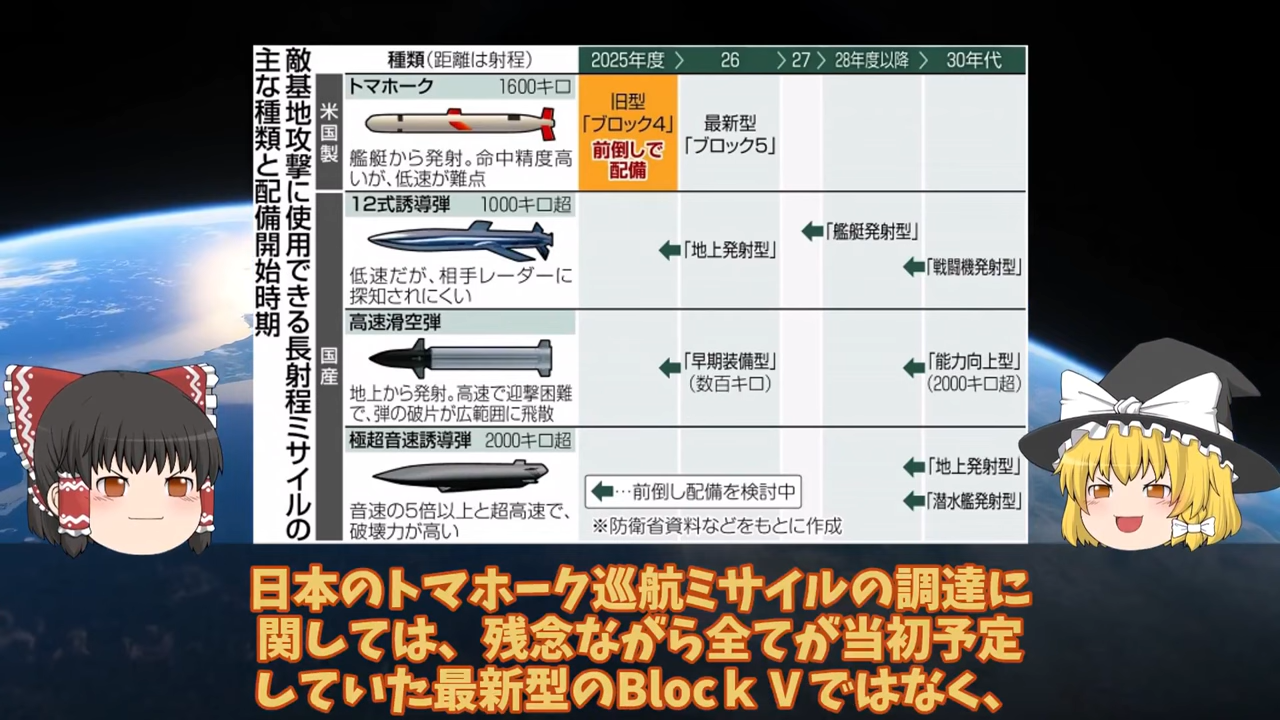 敵基地攻撃に使用できる長射程ミサイルの
主な種類と配備開始時期
種類(距離は射程)
2025年度 > 26 > 27 > 28年度以降 > 30年代
米国製
トマホーク 1600キロ
艦艇から発射。命中精度高
いが、低速が難点
旧型
「ブロック4」
前倒しで
配備
最新型
「ブロック5」
国産
12式誘導弾 1000キロ超
低速だが、相手レーダーに
探知されにくい
←「地上発射型」
←「艦艇発射型」
←「戦闘機発射型」
高速滑空弾
地上から発射。高速で迎撃困難
で、弾の破片が広範囲に飛散
←「早期装備型」
(数百キロ)
←「能力向上型」
(2000キロ超)
極超音速誘導弾 2000キロ超
音速の5倍以上と超高速で、
破壊力が高い
←「地上発射型」
←「潜水艦発射型」
←…前倒し配備を検討中
※防衛省資料などをもとに作成
日本のトマホーク巡航ミサイルの調達に
関しては、残念ながら全てが当初予定
していた最新型のBlockⅤではなく、